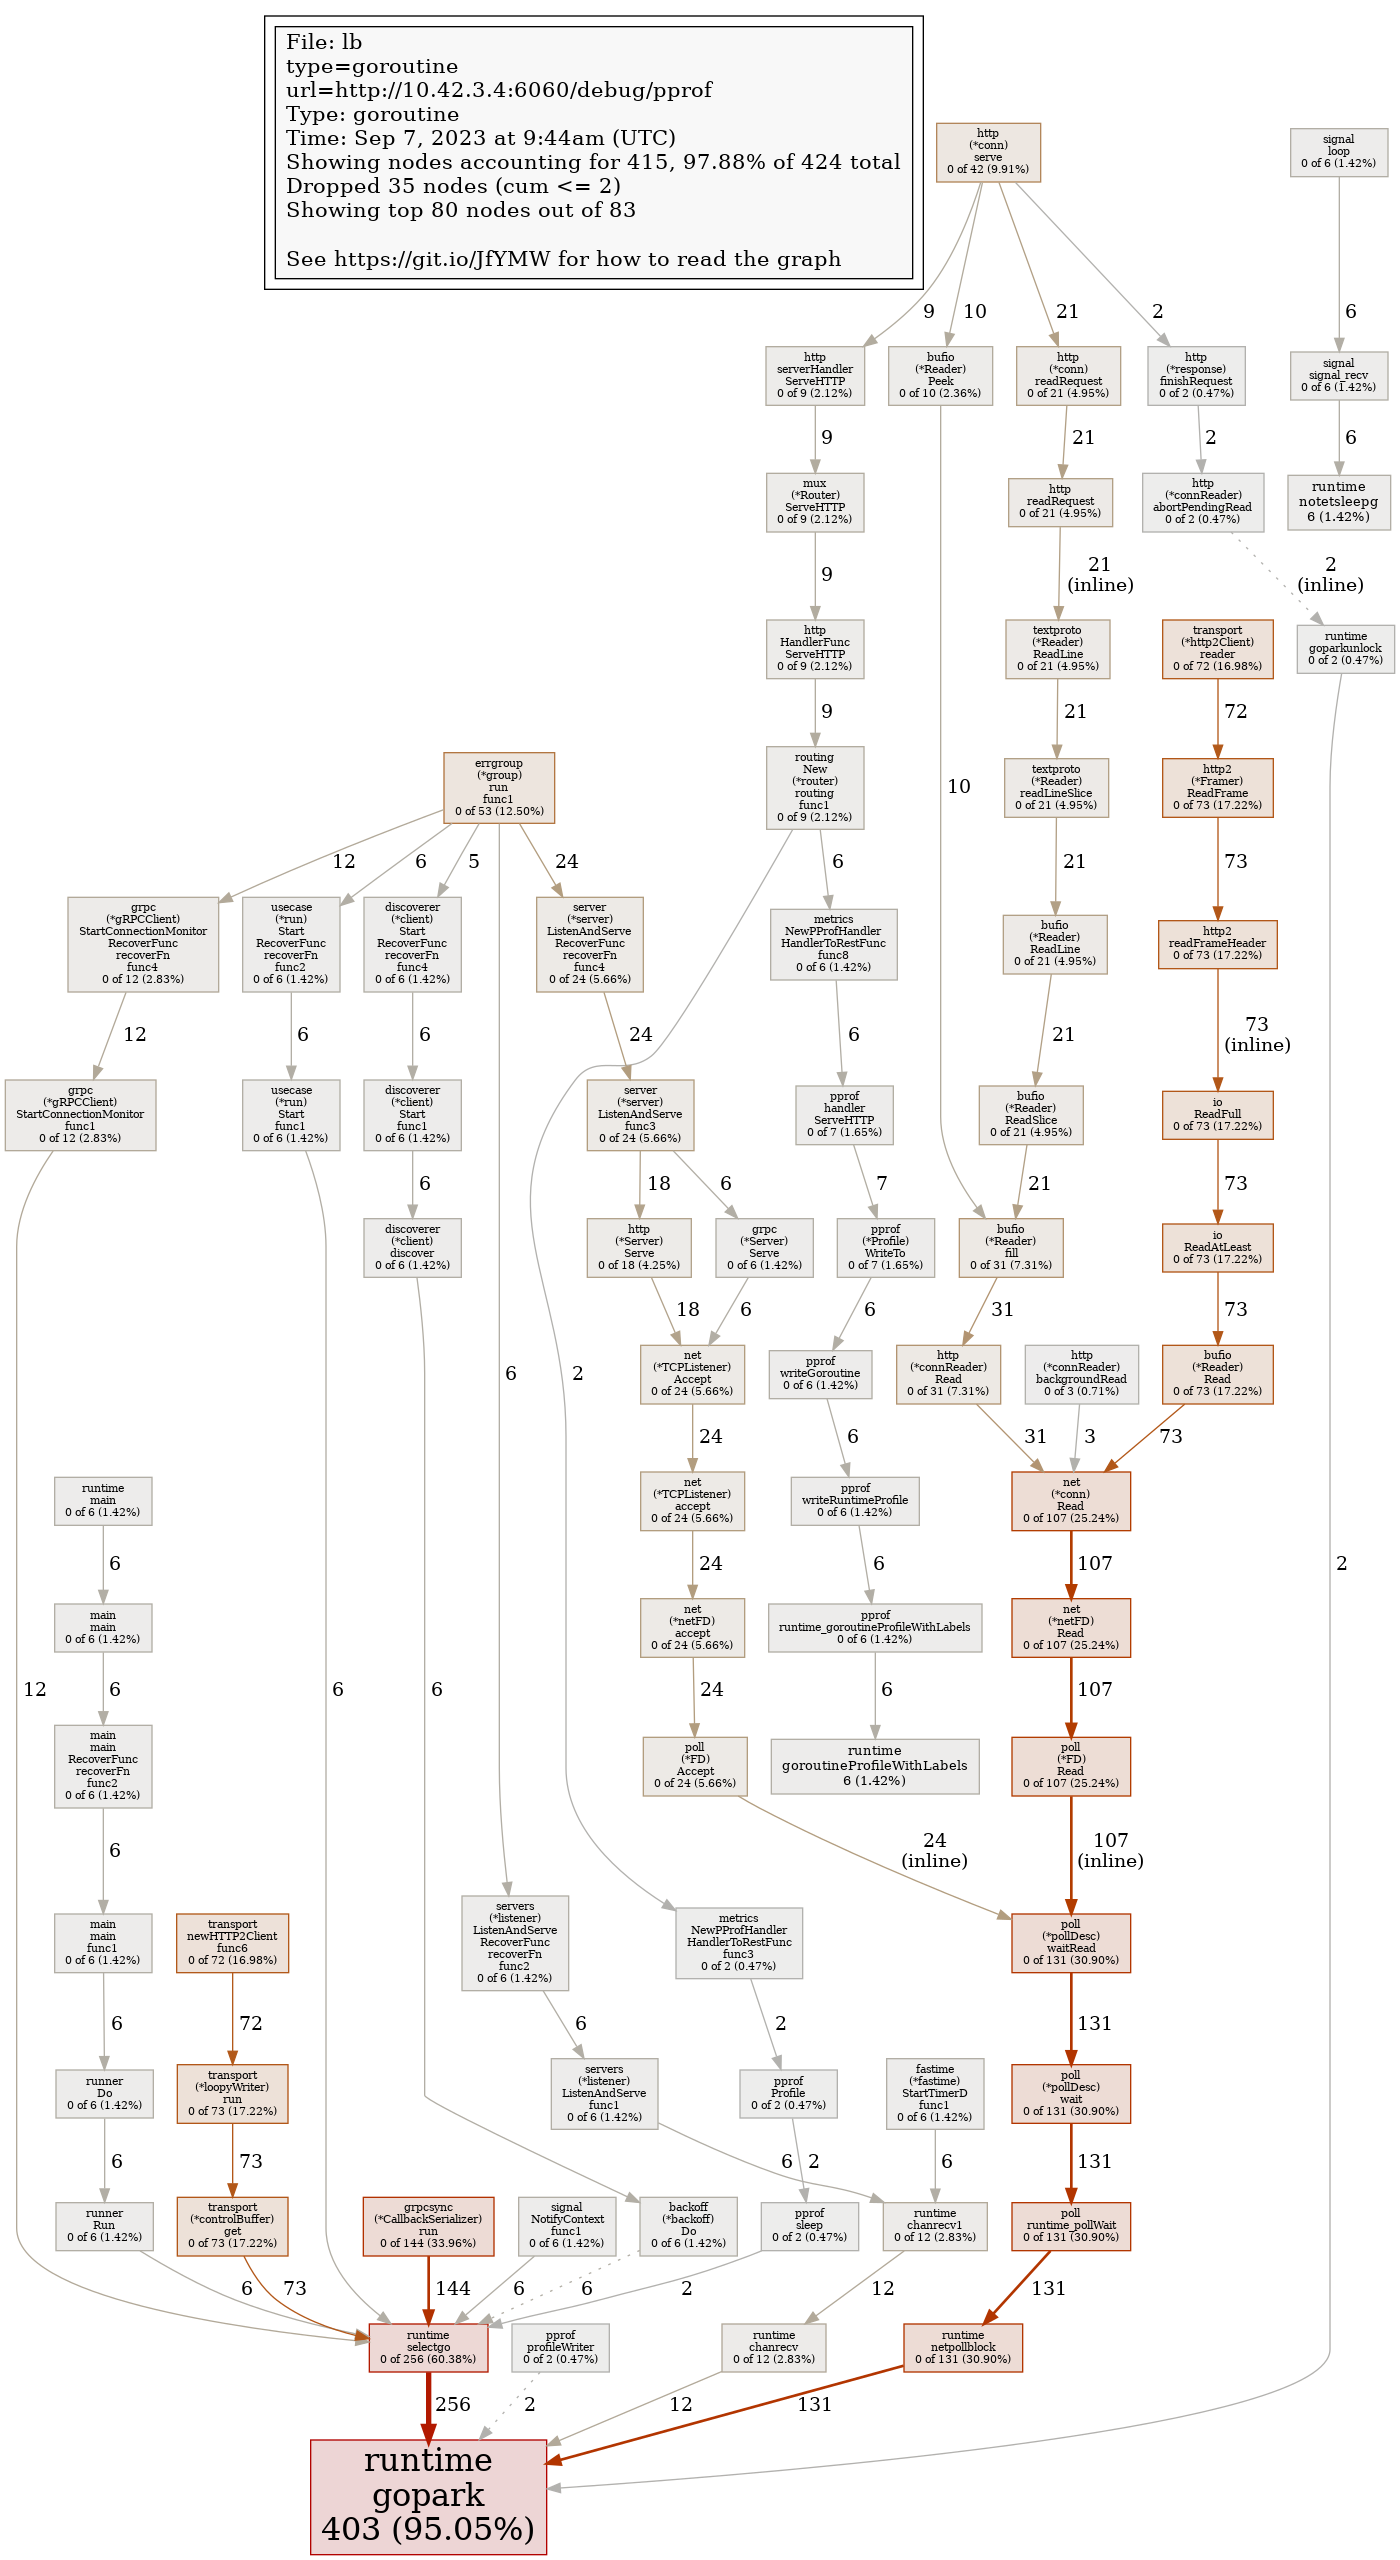 File: lb
type=goroutine
url=http://10.42.3.4:6060/debug/pprof
Type: goroutine
Time: Sep 7, 2023 at 9:44am (UTC)
Showing nodes accounting for 415, 97.88% of 424 total
Dropped 35 nodes (cum <= 2)
Showing top 80 nodes out of 83
See https://git.io/JfYMW for how to read the graph
http
(*conn)
serve
0 of 42 (9.91%)
signal
loop
0 of 6 (1.42%)
9
10
21
2
6
http
serverHandler
ServeHTTP
0 of 9 (2.12%)
bufio
(*Reader)
Peek
0 of 10 (2.36%)
http
(*conn)
readRequest
0 of 21 (4.95%)
http
(*response)
finishRequest
0 of 2 (0.47%)
signal
signal_recv
0 of 6 (1.42%)
9
21
2
6
mux
(*Router)
ServeHTTP
0 of 9 (2.12%)
http
readRequest
0 of 21 (4.95%)
http
(*connReader)
abortPendingRead
0 of 2 (0.47%)
runtime
notetsleepg
6 (1.42%)
9
21
(inline)
2
(inline)
http
HandlerFunc
ServeHTTP
0 of 9 (2.12%)
textproto
(*Reader)
ReadLine
0 of 21 (4.95%)
transport
(*http2Client)
reader
0 of 72 (16.98%)
runtime
goparkunlock
0 of 2 (0.47%)
9
21
72
errgroup
(*group)
run
func1
0 of 53 (12.50%)
routing
New
(*router)
routing
func1
0 of 9 (2.12%)
10
textproto
(*Reader)
readLineSlice
0 of 21 (4.95%)
http2
(*Framer)
ReadFrame
0 of 73 (17.22%)
12
6
5
24
6
21
73
grpc
(*gRPCClient)
StartConnectionMonitor
RecoverFunc
recoverFn
func4
0 of 12 (2.83%)
usecase
(*run)
Start
RecoverFunc
recoverFn
func2
0 of 6 (1.42%)
discoverer
(*client)
Start
RecoverFunc
recoverFn
func4
0 of 6 (1.42%)
server
(*server)
ListenAndServe
RecoverFunc
recoverFn
func4
0 of 24 (5.66%)
metrics
NewPProfHandler
HandlerToRestFunc
func8
0 of 6 (1.42%)
bufio
(*Reader)
ReadLine
0 of 21 (4.95%)
http2
readFrameHeader
0 of 73 (17.22%)
12
6
6
24
6
21
73
(inline)
grpc
(*gRPCClient)
StartConnectionMonitor
func1
0 of 12 (2.83%)
usecase
(*run)
Start
func1
0 of 6 (1.42%)
discoverer
(*client)
Start
func1
0 of 6 (1.42%)
server
(*server)
ListenAndServe
func3
0 of 24 (5.66%)
pprof
handler
ServeHTTP
0 of 7 (1.65%)
bufio
(*Reader)
ReadSlice
0 of 21 (4.95%)
io
ReadFull
0 of 73 (17.22%)
6
18
6
7
21
73
discoverer
(*client)
discover
0 of 6 (1.42%)
http
(*Server)
Serve
0 of 18 (4.25%)
grpc
(*Server)
Serve
0 of 6 (1.42%)
pprof
(*Profile)
WriteTo
0 of 7 (1.65%)
bufio
(*Reader)
fill
0 of 31 (7.31%)
io
ReadAtLeast
0 of 73 (17.22%)
18
6
6
31
73
6
2
net
(*TCPListener)
Accept
0 of 24 (5.66%)
pprof
writeGoroutine
0 of 6 (1.42%)
http
(*connReader)
Read
0 of 31 (7.31%)
http
(*connReader)
backgroundRead
0 of 3 (0.71%)
bufio
(*Reader)
Read
0 of 73 (17.22%)
24
6
31
3
73
runtime
main
0 of 6 (1.42%)
net
(*TCPListener)
accept
0 of 24 (5.66%)
pprof
writeRuntimeProfile
0 of 6 (1.42%)
net
(*conn)
Read
0 of 107 (25.24%)
6
24
6
107
2
main
main
0 of 6 (1.42%)
net
(*netFD)
accept
0 of 24 (5.66%)
pprof
runtime_goroutineProfileWithLabels
0 of 6 (1.42%)
net
(*netFD)
Read
0 of 107 (25.24%)
12
6
6
6
24
6
107
main
main
RecoverFunc
recoverFn
func2
0 of 6 (1.42%)
poll
(*FD)
Accept
0 of 24 (5.66%)
runtime
goroutineProfileWithLabels
6 (1.42%)
poll
(*FD)
Read
0 of 107 (25.24%)
6
24
(inline)
107
(inline)
main
main
func1
0 of 6 (1.42%)
transport
newHTTP2Client
func6
0 of 72 (16.98%)
servers
(*listener)
ListenAndServe
RecoverFunc
recoverFn
func2
0 of 6 (1.42%)
metrics
NewPProfHandler
HandlerToRestFunc
func3
0 of 2 (0.47%)
poll
(*pollDesc)
waitRead
0 of 131 (30.90%)
6
72
6
2
131
runner
Do
0 of 6 (1.42%)
transport
(*loopyWriter)
run
0 of 73 (17.22%)
servers
(*listener)
ListenAndServe
func1
0 of 6 (1.42%)
pprof
Profile
0 of 2 (0.47%)
fastime
(*fastime)
StartTimerD
func1
0 of 6 (1.42%)
poll
(*pollDesc)
wait
0 of 131 (30.90%)
6
73
6
2
6
131
runner
Run
0 of 6 (1.42%)
transport
(*controlBuffer)
get
0 of 73 (17.22%)
grpcsync
(*CallbackSerializer)
run
0 of 144 (33.96%)
signal
NotifyContext
func1
0 of 6 (1.42%)
backoff
(*backoff)
Do
0 of 6 (1.42%)
pprof
sleep
0 of 2 (0.47%)
runtime
chanrecv1
0 of 12 (2.83%)
poll
runtime_pollWait
0 of 131 (30.90%)
6
73
144
6
6
2
12
131
runtime
selectgo
0 of 256 (60.38%)
pprof
profileWriter
0 of 2 (0.47%)
runtime
chanrecv
0 of 12 (2.83%)
runtime
netpollblock
0 of 131 (30.90%)
256
2
12
131
runtime
gopark
403 (95.05%)